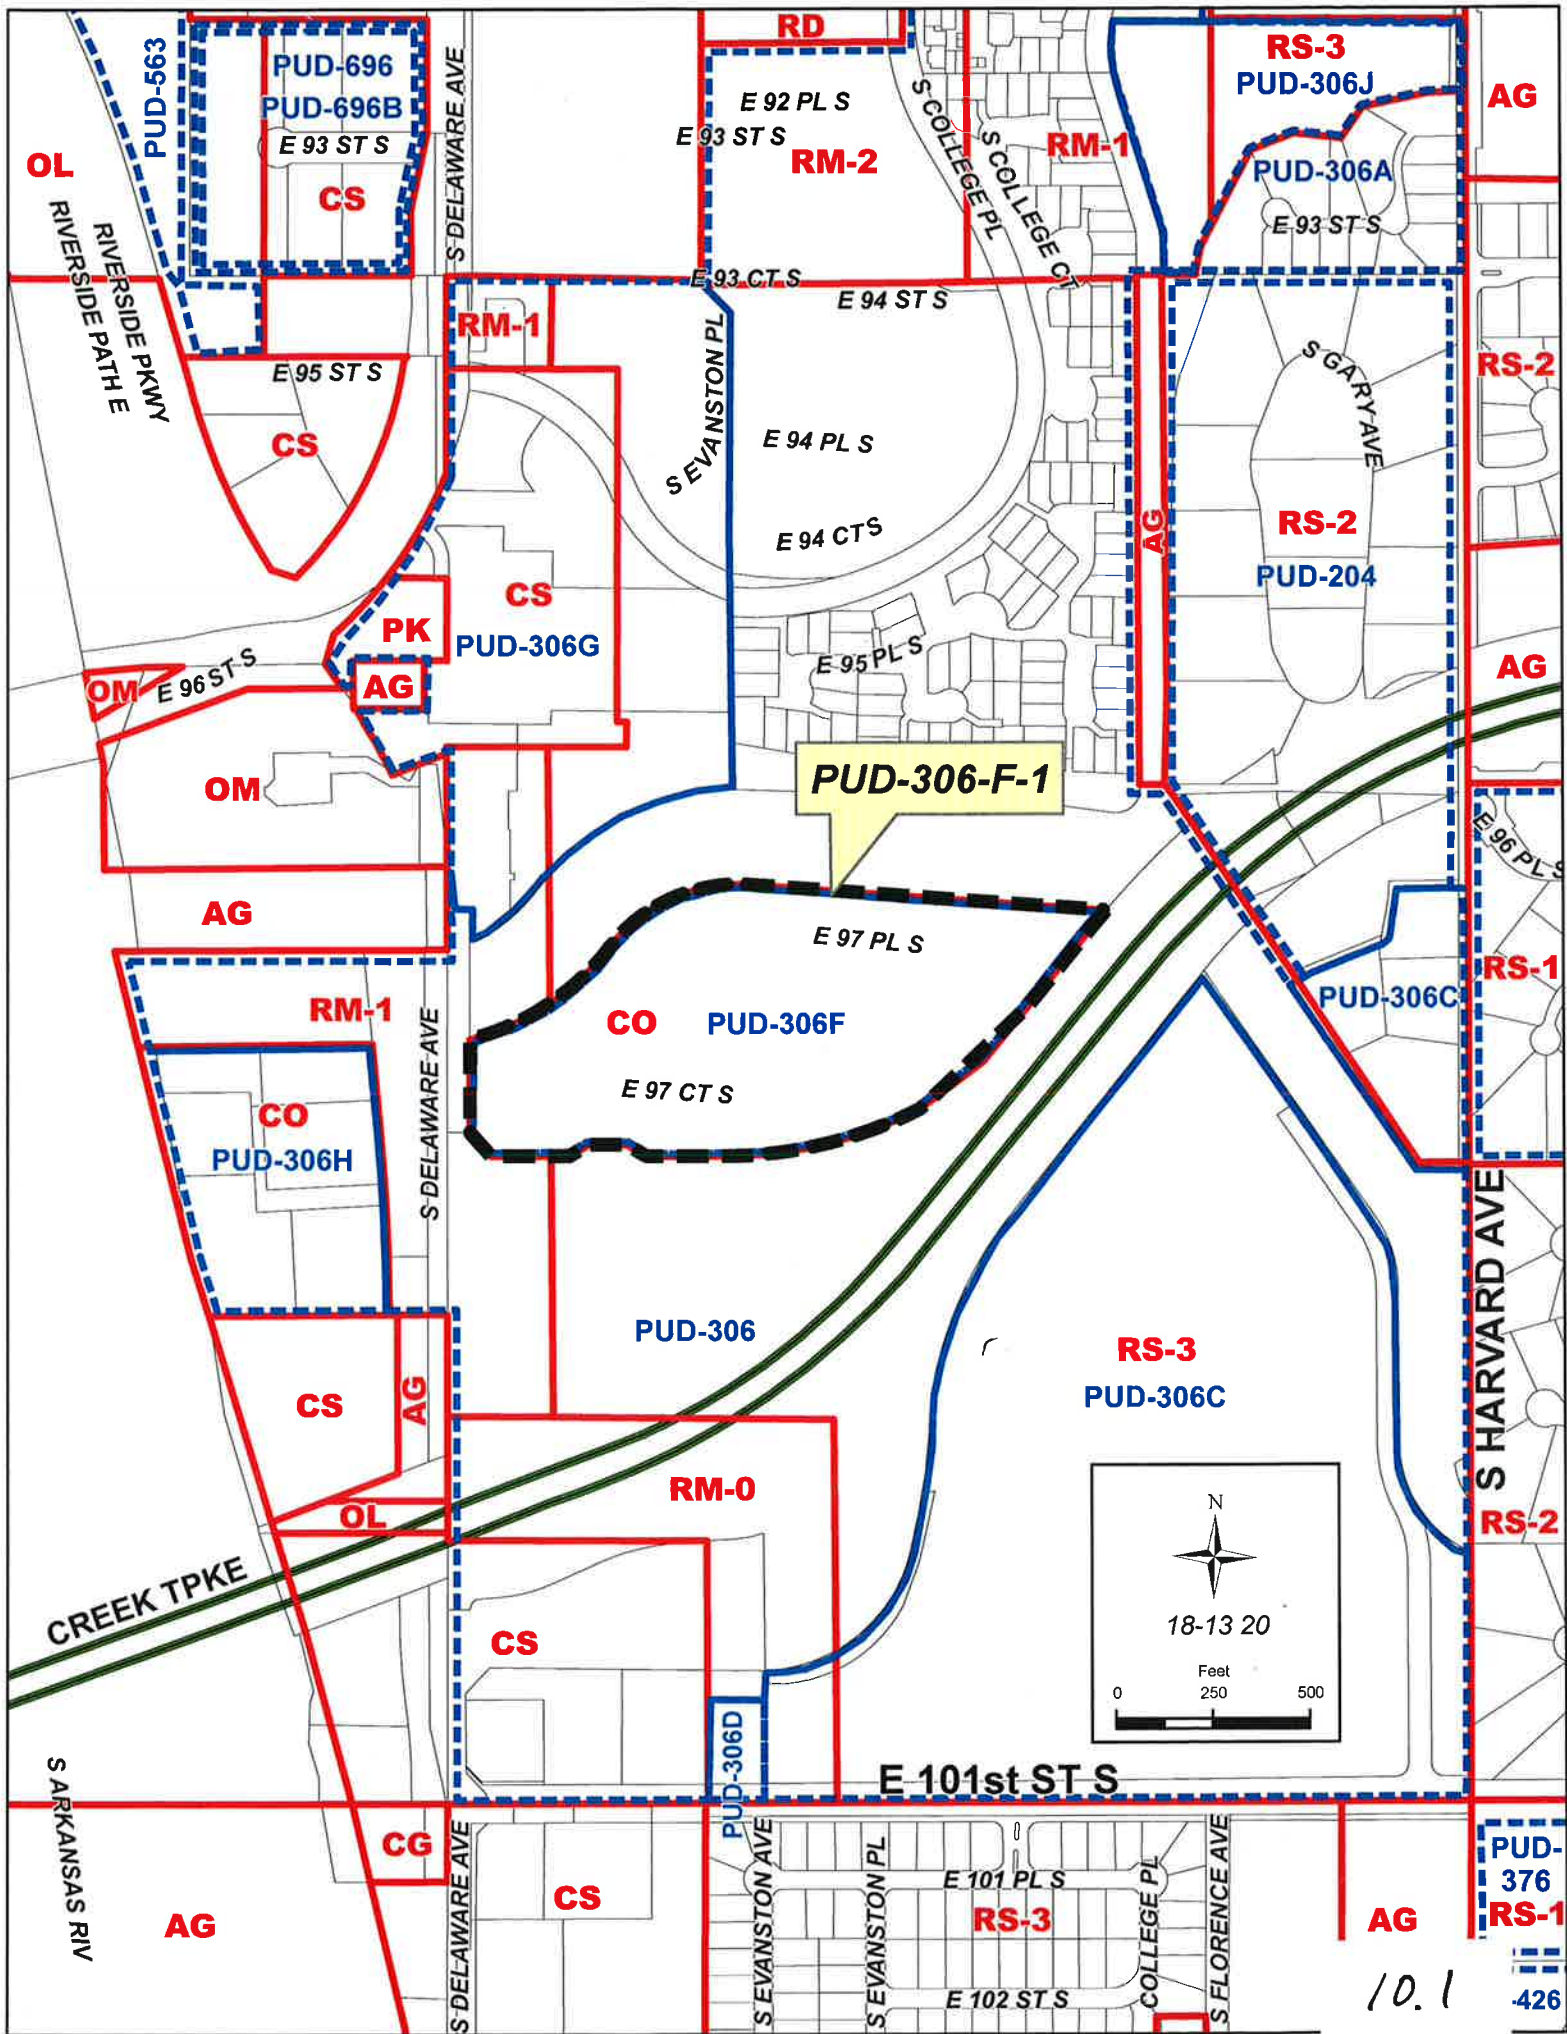 RD
RS-3
PUD-306J
PUD-563
PUD-696
PUD-696B
S DELAWARE AVE
E 92 PL S
AG
E 93 ST S
E 93 ST S
RM-2
S COLLEGE PL
S COLLEGE CT
RM-1
PUD-306A
OL
CS
E 93 ST S
RIVERSIDE PKWY
RIVERSIDE PATH E
E 93 CT S
E 94 ST S
RM-1
S EVANSTON PL
E 95 ST S
S GARY AVE
RS-2
CS
E 94 PL S
E 94 CT S
AG
RS-2
PUD-204
CS
PK
PUD-306G
E 95 PL S
AG
OM
E 96 ST S
AG
OM
PUD-306-F-1
E 96 PL S
AG
E 97 PL S
RS-1
RM-1
CO
PUD-306F
PUD-306C
S DELAWARE AVE
E 97 CT S
CO
PUD-306H
S HARVARD AVE
PUD-306
RS-3
PUD-306C
CS
AG
RM-0
OL
RS-2
N
CREEK TPKE
18-13 20
CS
Feet
0 250 500
PUD-306D
E 101st ST S
S ARKANSAS RIV
CG
S DELAWARE AVE
CS
S EVANSTON AVE
S EVANSTON PL
E 101 PL S
COLLEGE PL
S FLORENCE AVE
PUD-
376
RS-1
AG
RS-3
AG
E 102 ST S
10.1
-426